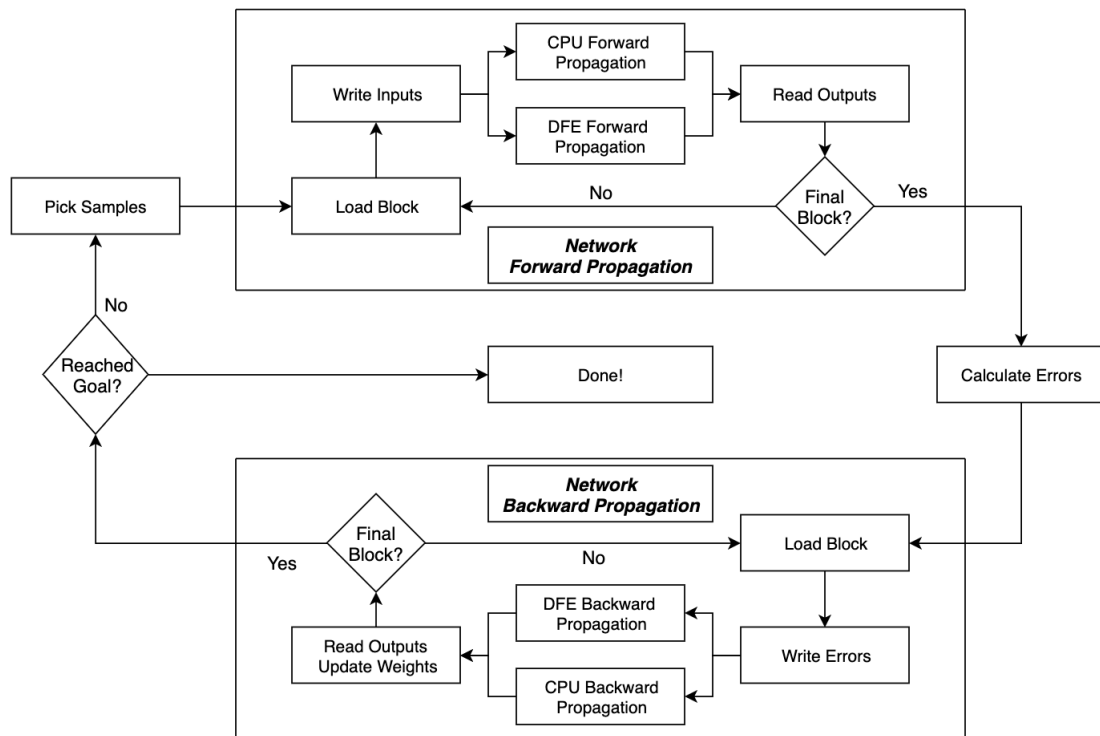 CPU Forward
Propagation
Write Inputs
Read Outputs
DFE Forward
Propagation
Pick Samples
Load Block
No
Final
Block?
Yes
Network
Forward Propagation
No
Reached
Goal?
Done!
Calculate Errors
Network
Backward Propagation
Final
Block?
Load Block
Yes
No
DFE Backward
Propagation
Read Outputs
Update Weights
Write Errors
CPU Backward
Propagation